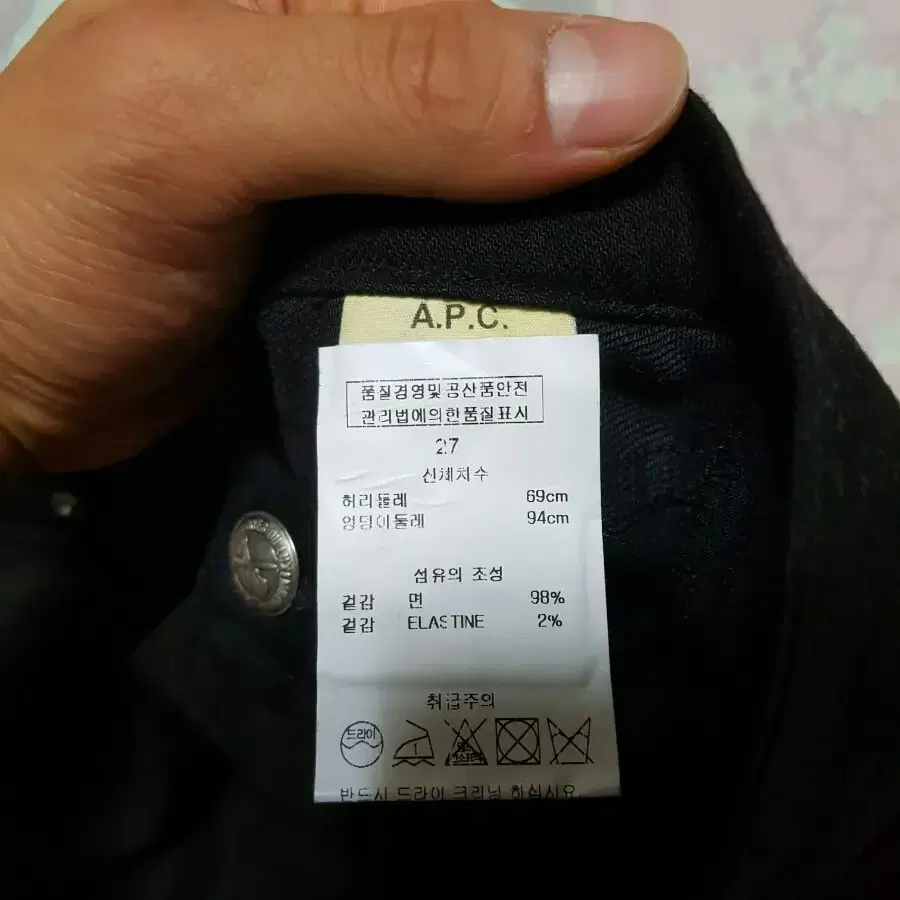 A.P.C.
품질경영및공산품안전
관리법에의한품질표시
27
신체치수
허리둘레 69cm
엉덩이둘레 94cm
섬유의 조성
겉감 면 98%
겉감 ELASTINE 2%
취급주의
드라이
반드시 드라이 크리닝 하십시요.